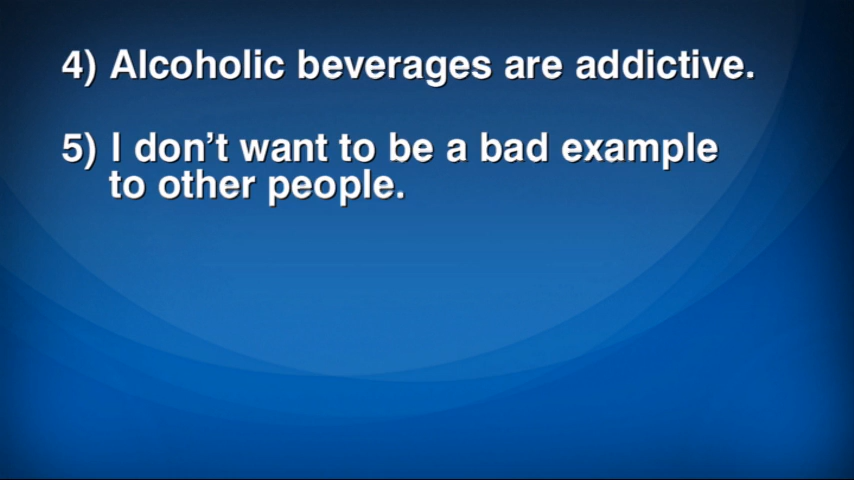 4) Alcoholic beverages are addictive.
5) I don’t want to be a bad example
to other people.